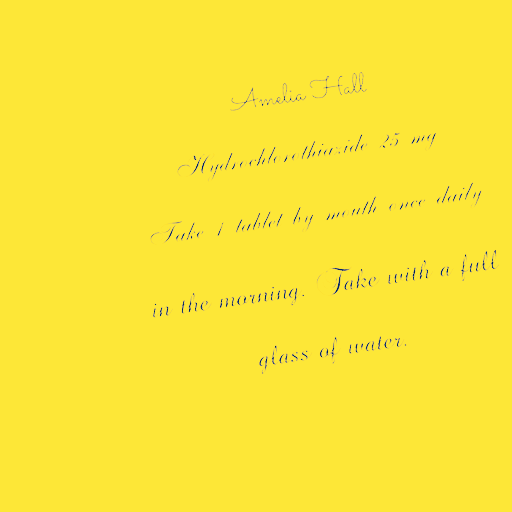 Amelia Hall
Hydrochlorothiazide 25 mg
Take 1 tablet by mouth once daily
in the morning. Take with a full
glass of water.